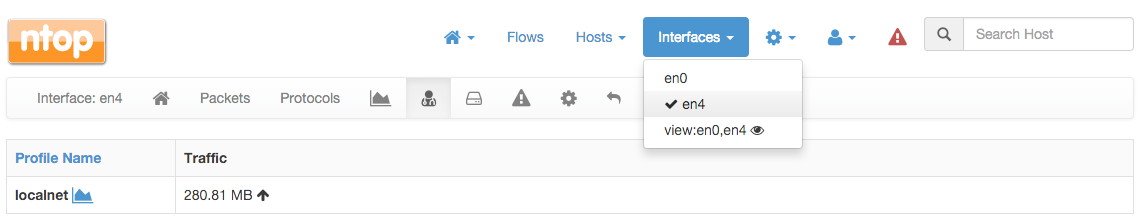 ntop
Flows Hosts Interfaces Search Host
en0
en4
view:en0,en4
Interface: en4 Packets Protocols
Profile Name Traffic
localnet 280.81 MB